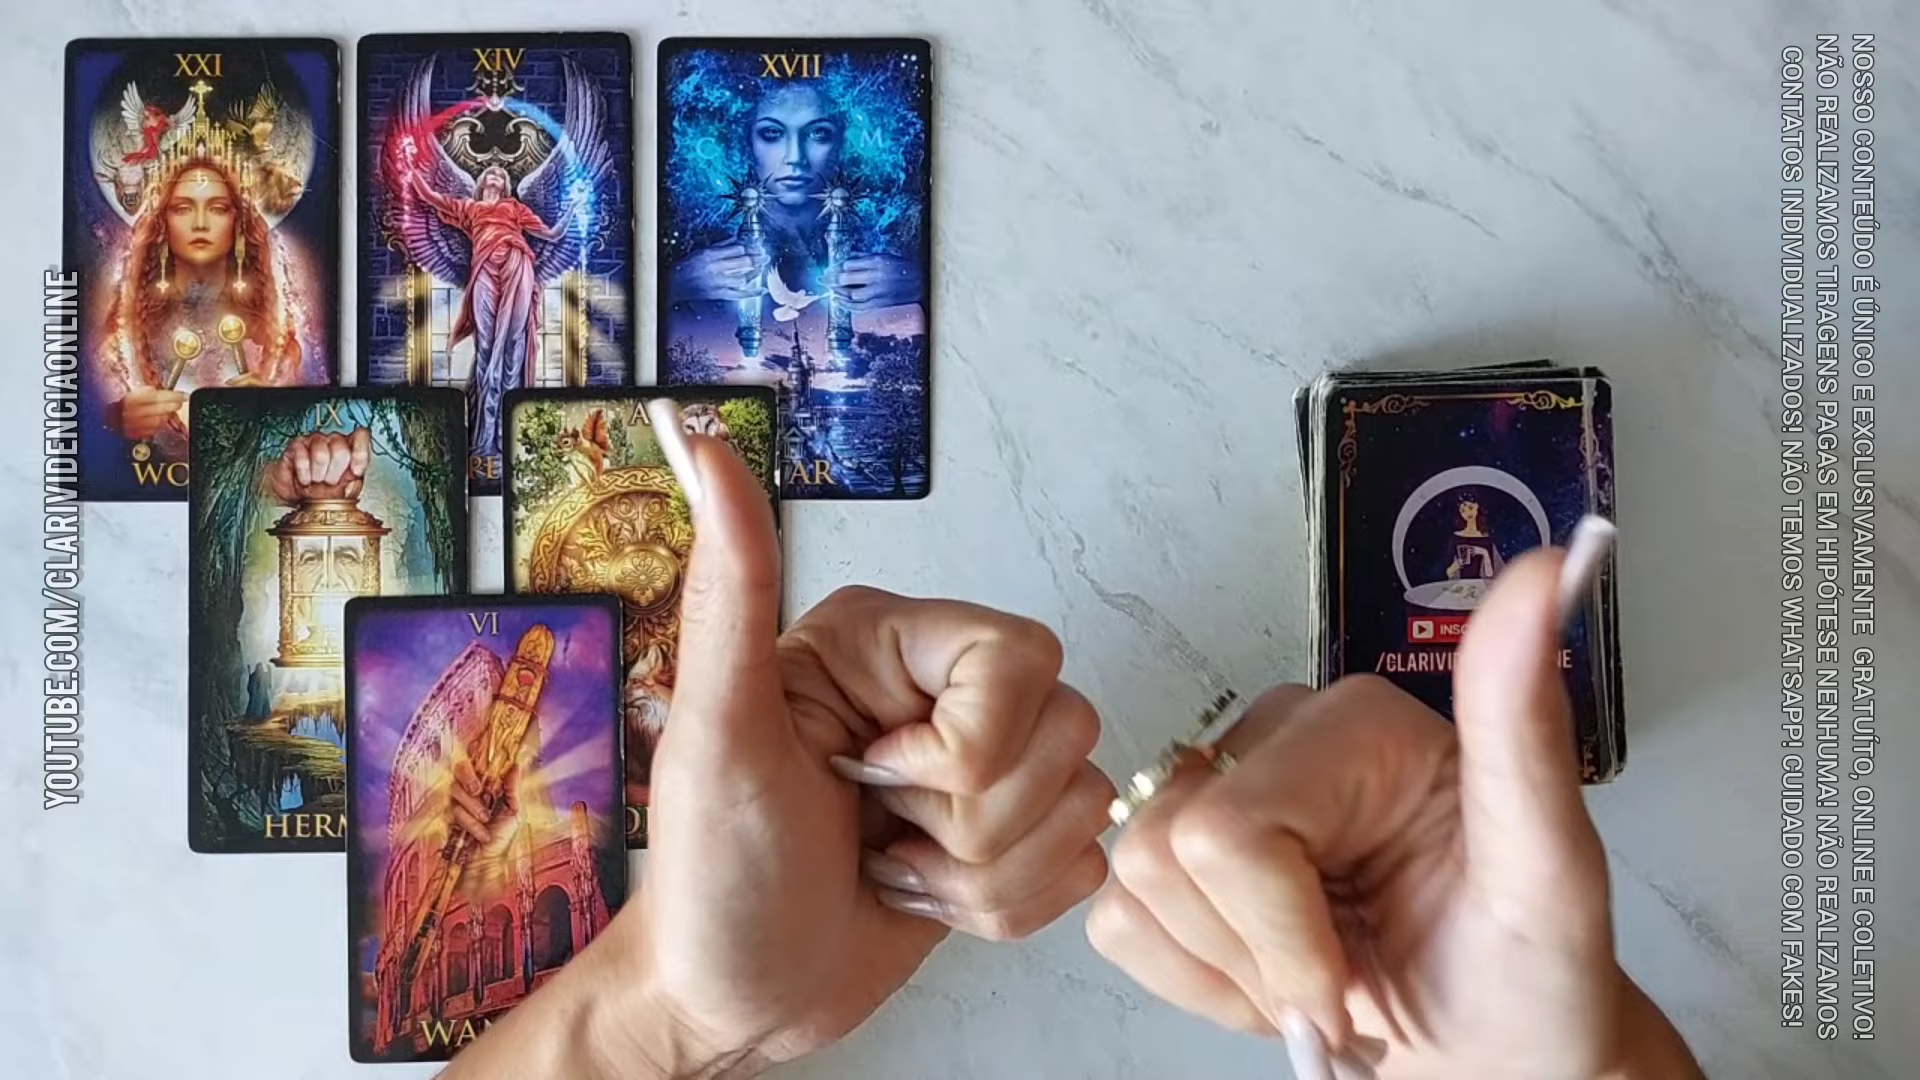 XXI
XIV
XVII
WO
RE
AR
IX
A
HERM
VI
WAN
INSC
/CLARIVI
NE
YOUTUBE.COM/CLARIVIDENCIAONLINE
NOSSO CONTEÚDO É ÚNICO E EXCLUSIVAMENTE GRATUÍTO, ONLINE E COLETIVO!
NÃO REALIZAMOS TIRAGENS PAGAS EM HIPÓTESE NENHUMA! NÃO REALIZAMOS
CONTATOS INDIVIDUALIZADOS! NÃO TEMOS WHATSAPP! CUIDADO COM FAKES!